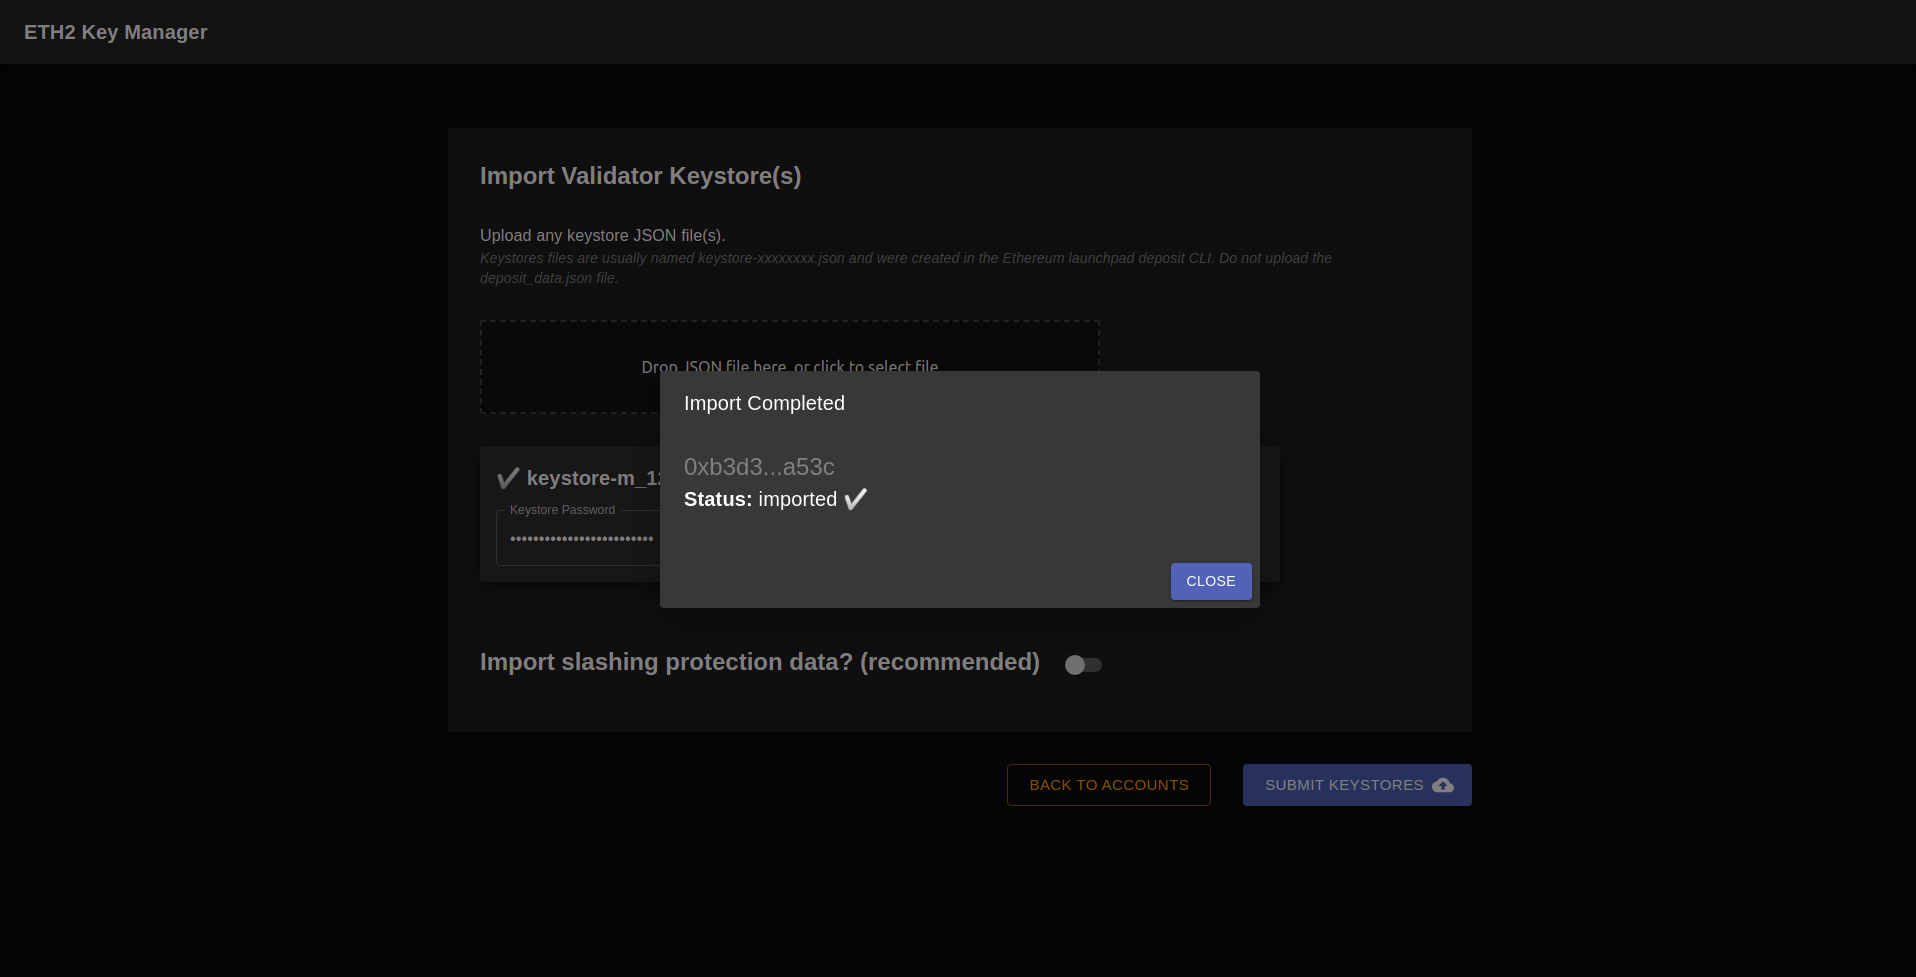 ETH2 Key Manager
Import Validator Keystore(s)
Upload any keystore JSON file(s).
Keystores files are usually named keystore-xxxxxxxx.json and were created in the Ethereum launchpad deposit CLI. Do not upload the
deposit_data.json file.
Drop JSON file here, or click to select file
Import Completed
0xb3d3...a53c
✔ keystore-m_12
Status: imported ✔
Keystore Password
•••••••••••••••••••••••••
CLOSE
Import slashing protection data? (recommended)
BACK TO ACCOUNTS
SUBMIT KEYSTORES